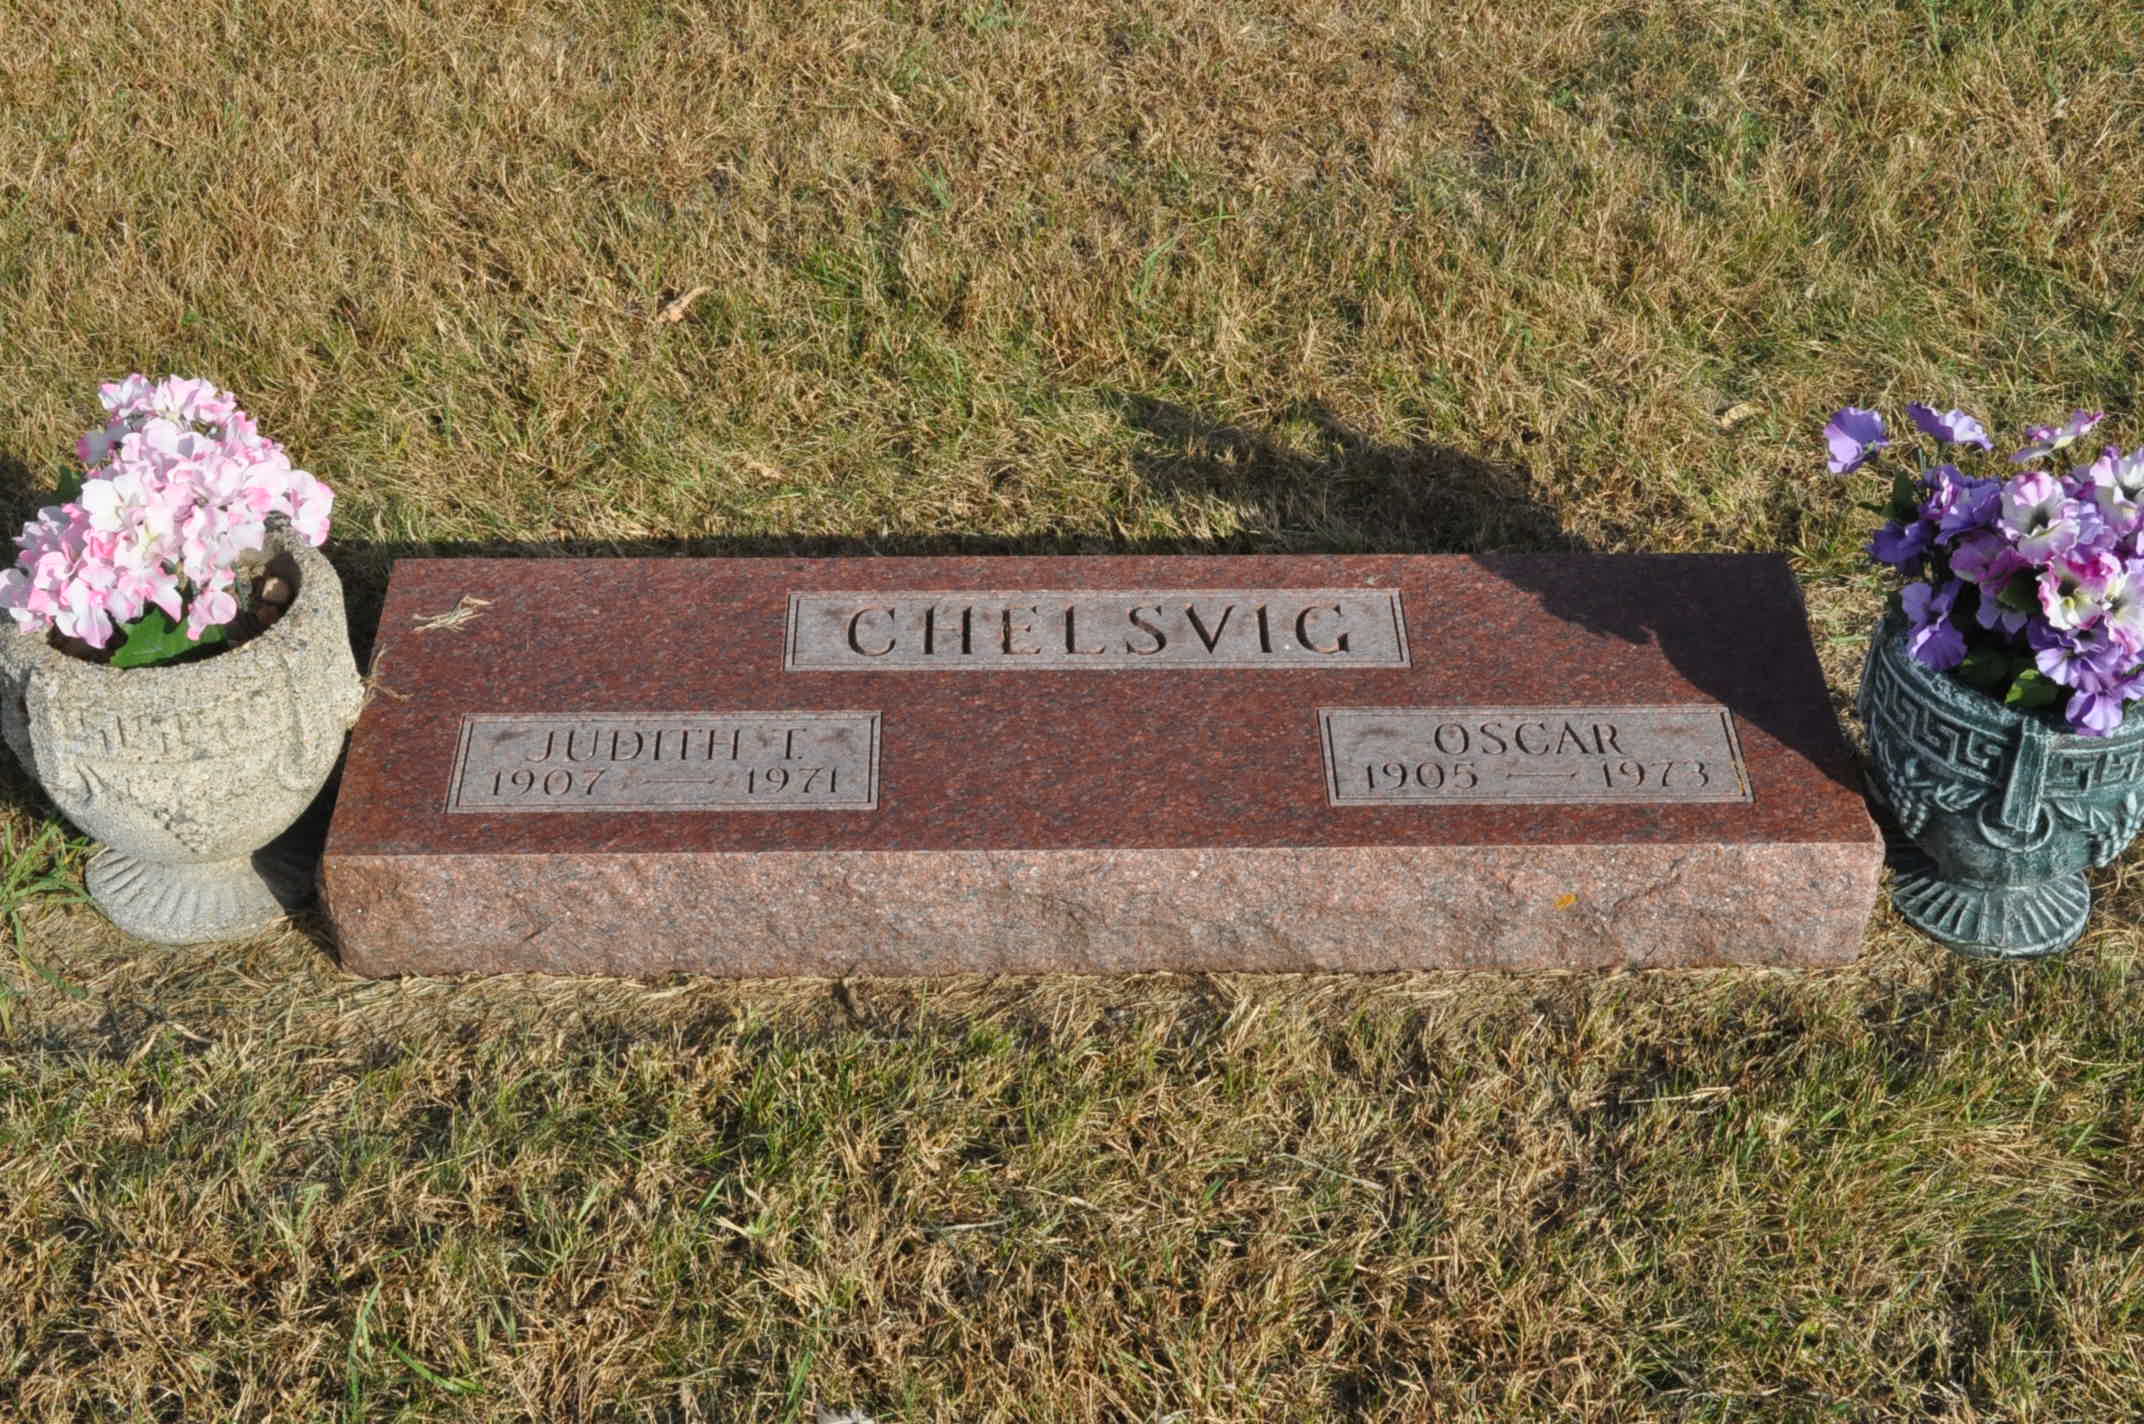 CHELSVIG
JUDITH T.
1907 — 1971
OSCAR
1905 — 1973